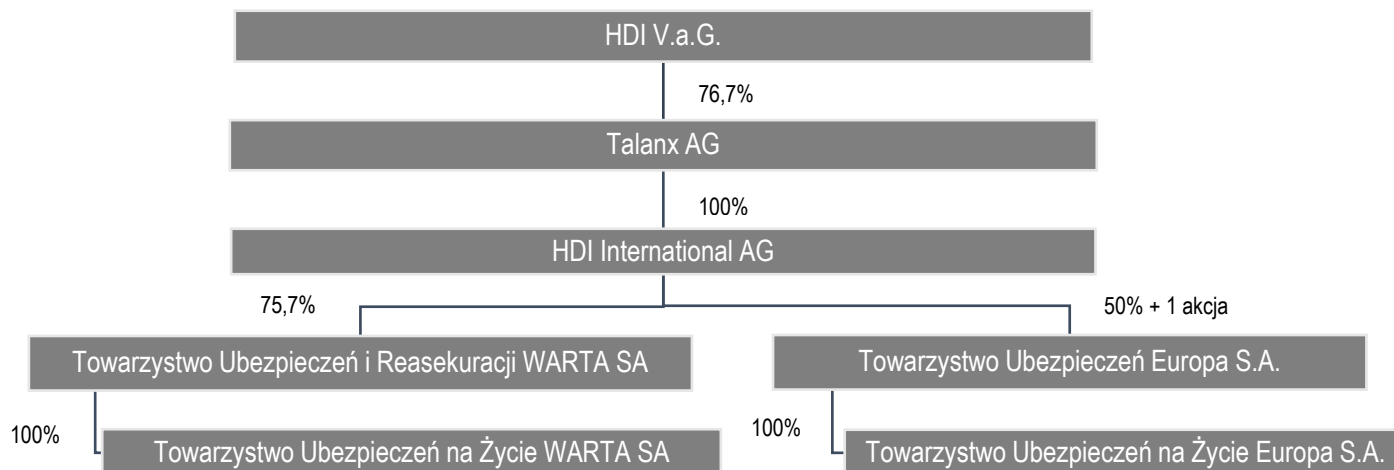 HDI V.a.G.
76,7%
Talanx AG
100%
HDI International AG
75,7%
50% + 1 akcja
Towarzystwo Ubezpieczeń i Reasekuracji WARTA SA
Towarzystwo Ubezpieczeń Europa S.A.
100%
100%
Towarzystwo Ubezpieczeń na Życie WARTA SA
Towarzystwo Ubezpieczeń na Życie Europa S.A.